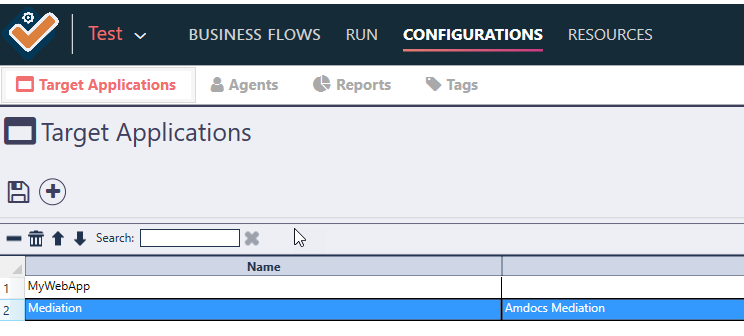 Test BUSINESS FLOWS RUN CONFIGURATIONS RESOURCES
Target Applications Agents Reports Tags
Target Applications
Search:
Name
1 MyWebApp
2 Mediation Amdocs Mediation